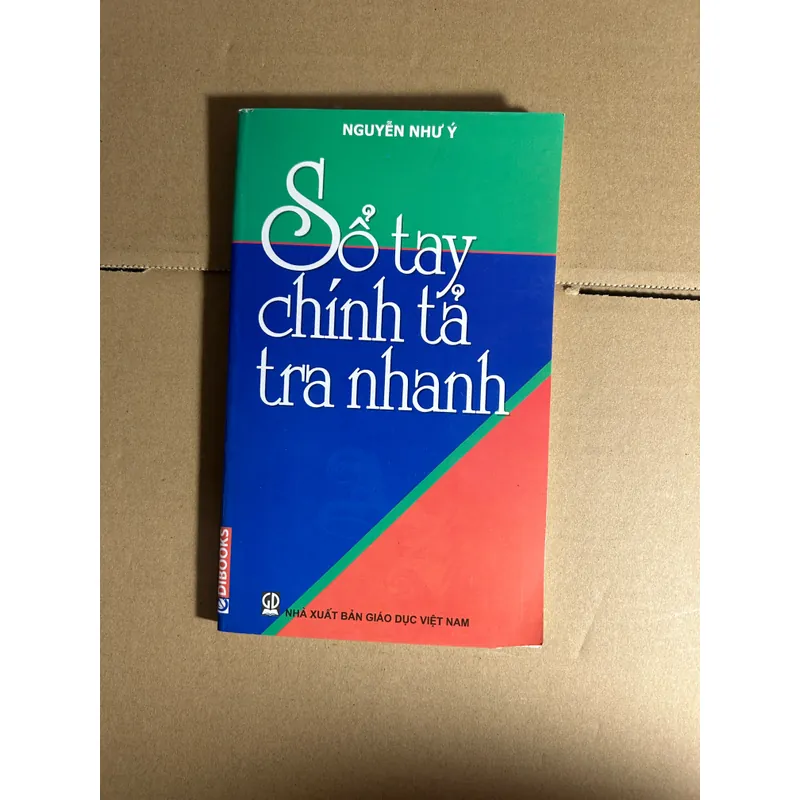 NGUYỄN NHƯ Ý
Sổ tay
chính tả
tra nhanh
DIBOOKS
GD
NHÀ XUẤT BẢN GIÁO DỤC VIỆT NAM